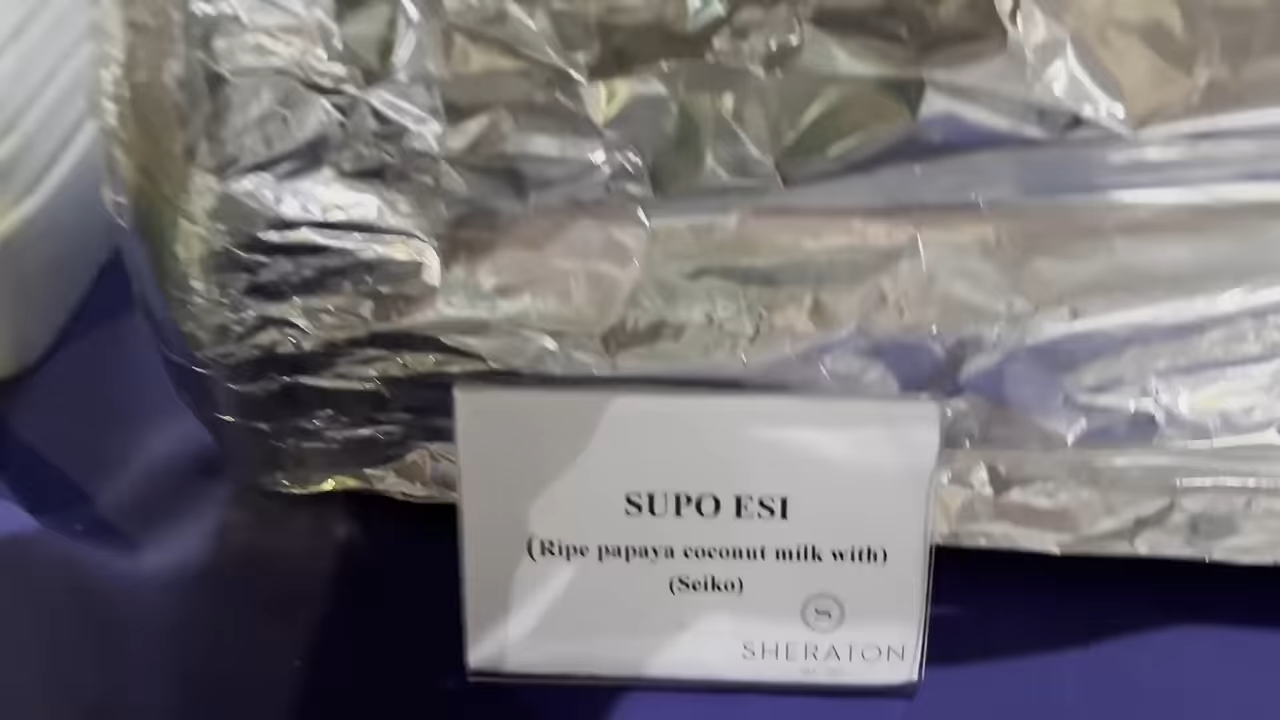 SUPO ESI
(Ripe papaya coconut milk with)
(Seiko)
S
SHERATON